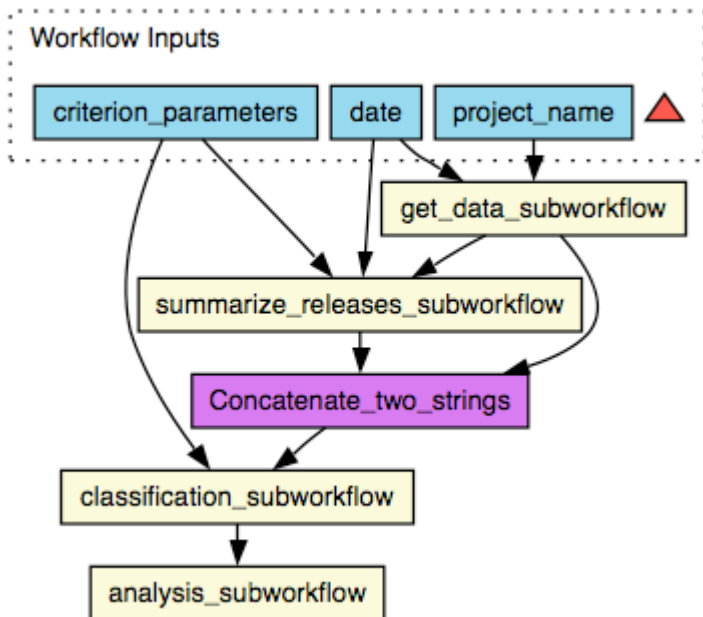 Workflow Inputs
criterion_parameters
date
project_name
get_data_subworkflow
summarize_releases_subworkflow
Concatenate_two_strings
classification_subworkflow
analysis_subworkflow